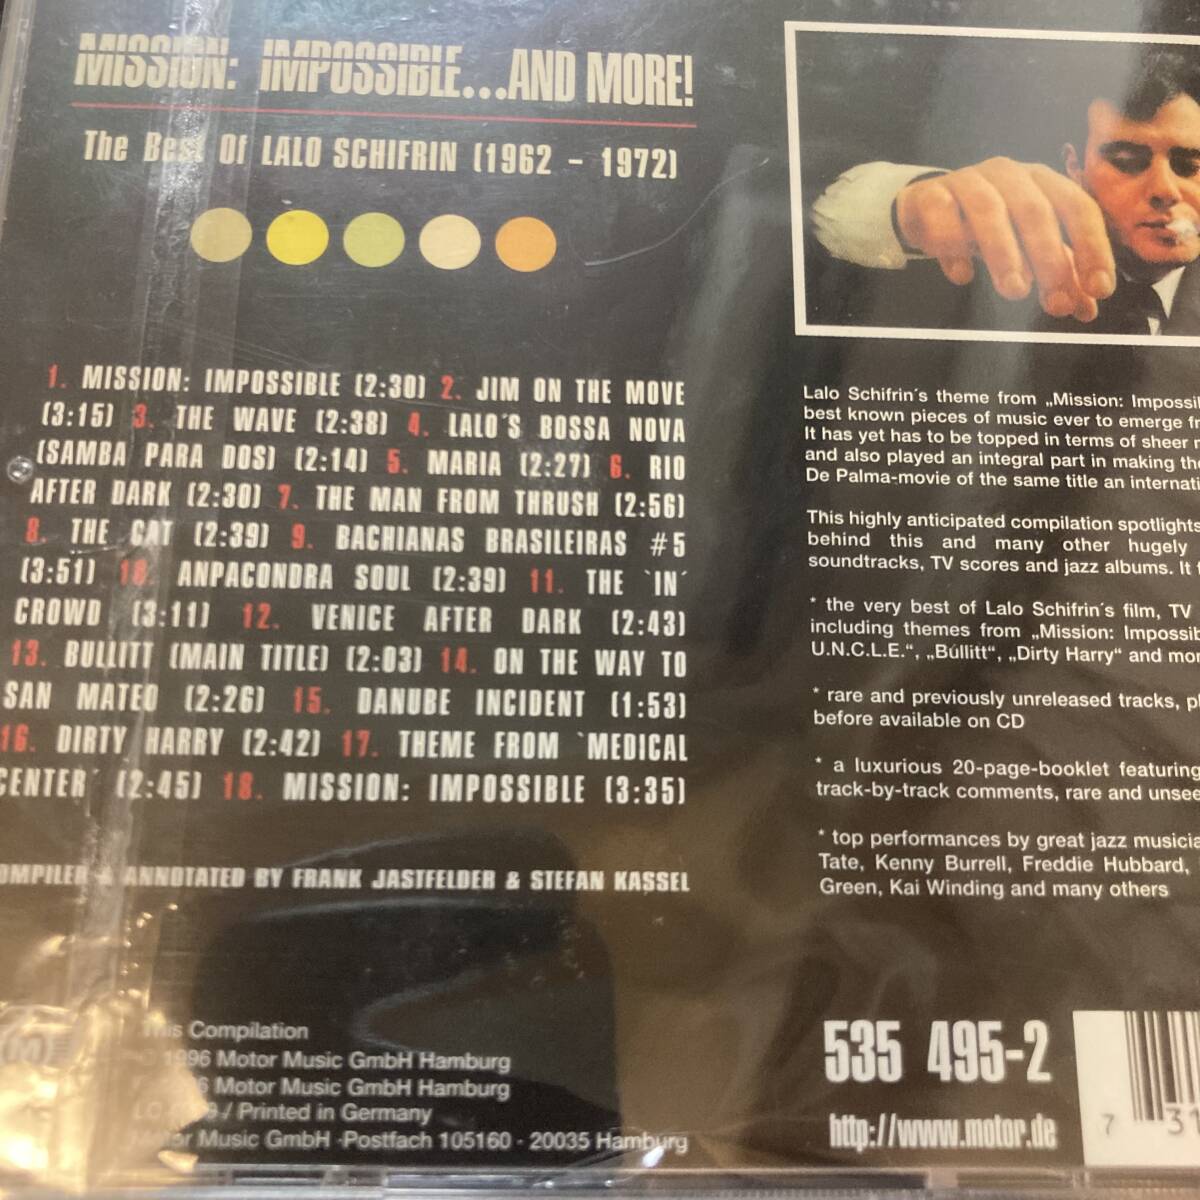 MISSION: IMPOSSIBLE...AND MORE!
The Best Of LALO SCHIFRIN (1962 - 1972)
1. MISSION: IMPOSSIBLE (2:30) 2. JIM ON THE MOVE
(3:15) 3. THE WAVE (2:38) 4. LALO´S BOSSA NOVA
(SAMBA PARA DOS) (2:14) 5. MARIA (2:27) 6. RIO
AFTER DARK (2:30) 7. THE MAN FROM THRUSH (2:56)
8. THE CAT (2:39) 9. BACHIANAS BRASILEIRAS #5
(3:51) 10. ANPACONDRA SOUL (2:39) 11. THE `IN´
CROWD (3:11) 12. VENICE AFTER DARK (2:43)
13. BULLITT (MAIN TITLE) (2:03) 14. ON THE WAY TO
SAN MATEO (2:26) 15. DANUBE INCIDENT (1:53)
16. DIRTY HARRY (2:42) 17. THEME FROM `MEDICAL
CENTER´ (2:45) 18. MISSION: IMPOSSIBLE (3:35)
& ANNOTATED BY FRANK JASTFELDER & STEFAN KASSEL
This Compilation
1996 Motor Music GmbH Hamburg
Motor Music GmbH Hamburg
/ Printed in Germany
Motor Music GmbH ·Postfach 105160 · 20035 Hamburg
Lalo Schifrin´s theme from „Mission: Impossi
best known pieces of music ever to emerge
It has yet has to be topped in terms of sheer
and also played an integral part in making
De Palma-movie of the same title an
This highly anticipated compilation spotlights
behind this and many other hugely
soundtracks, TV scores and jazz albums. It
* the very best of Lalo Schifrin´s film, TV
including themes from „Mission: Impossib
U.N.C.L.E.“, „Búllitt“, „Dirty Harry“ and
* rare and previously unreleased tracks,
before available on CD
* a luxurious 20-page-booklet featuring
track-by-track comments, rare and
* top performances by great jazz
Tate, Kenny Burrell, Freddie Hubbard,
Green, Kai Winding and many others
535 495-2
http://www.motor.de
7